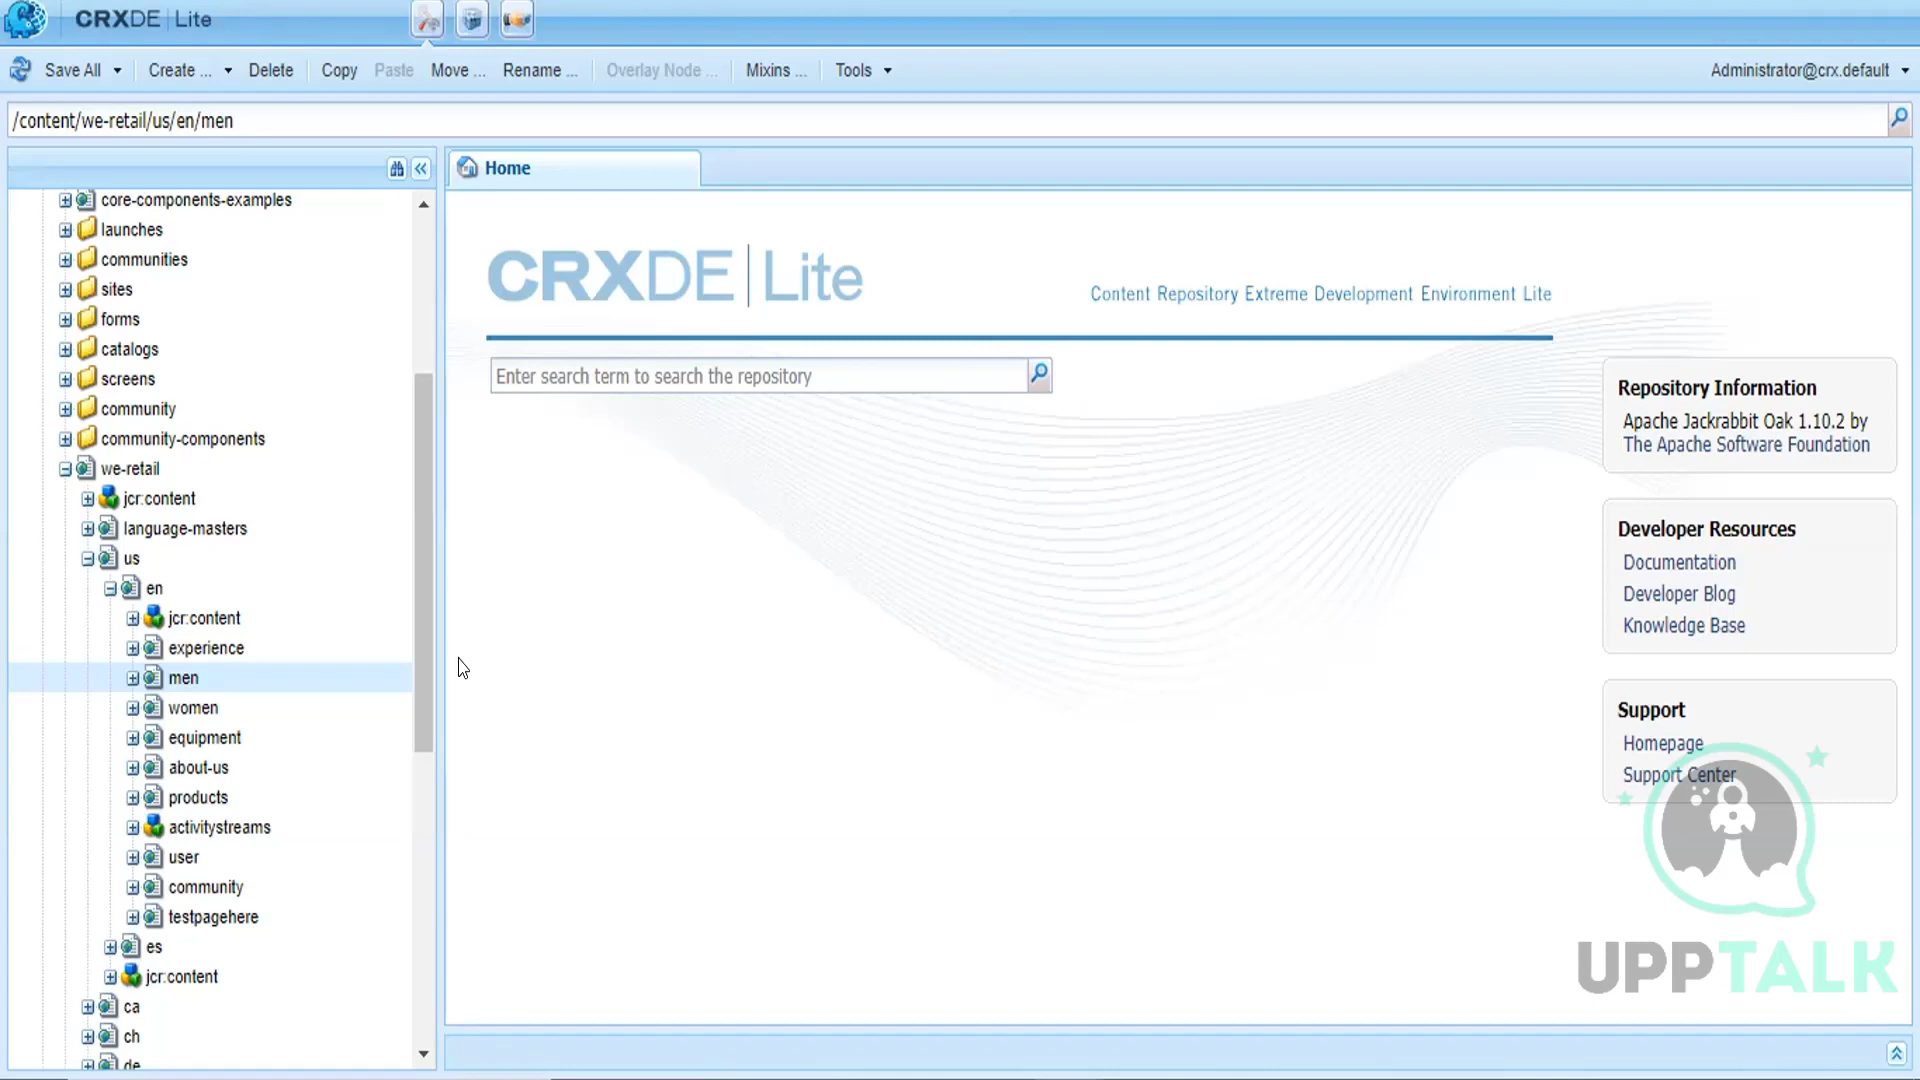 CRXDE | Lite
Save All Create ... Delete Copy Paste Move ... Rename ... Overlay Node ... Mixins ... Tools Administrator@crx.default
/content/we-retail/us/en/men
Home
core-components-examples
launches
communities
sites
forms
catalogs
screens
community
community-components
we-retail
jcr:content
language-masters
us
en
jcr:content
experience
men
women
equipment
about-us
products
activitystreams
user
community
testpagehere
es
jcr:content
ca
ch
de
CRXDE | Lite
Content Repository Extreme Development Environment Lite
Enter search term to search the repository
Repository Information
Apache Jackrabbit Oak 1.10.2 by
The Apache Software Foundation
Developer Resources
Documentation
Developer Blog
Knowledge Base
Support
Homepage
Support Center
UPPTALK